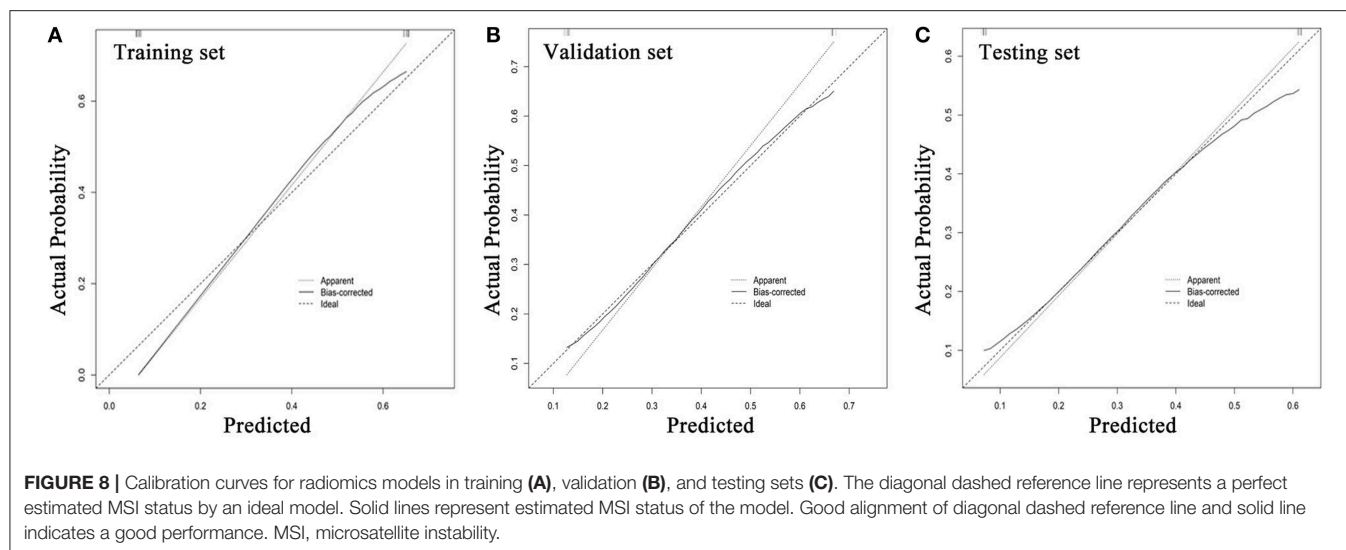 A
Training set
Actual Probability
0.0
0.2
0.4
0.6
Apparent
Bias-corrected
Ideal
0.0 0.2 0.4 0.6
Predicted
B
Validation set
Actual Probability
0.1
0.2
0.3
0.4
0.5
0.6
0.7
Apparent
Bias-corrected
Ideal
0.1 0.2 0.3 0.4 0.5 0.6 0.7
Predicted
C
Testing set
Actual Probability
0.1
0.2
0.3
0.4
0.5
0.6
Apparent
Bias-corrected
Ideal
0.1 0.2 0.3 0.4 0.5 0.6
Predicted
FIGURE 8 | Calibration curves for radiomics models in training (A), validation (B), and testing sets (C). The diagonal dashed reference line represents a perfect
estimated MSI status by an ideal model. Solid lines represent estimated MSI status of the model. Good alignment of diagonal dashed reference line and solid line
indicates a good performance. MSI, microsatellite instability.